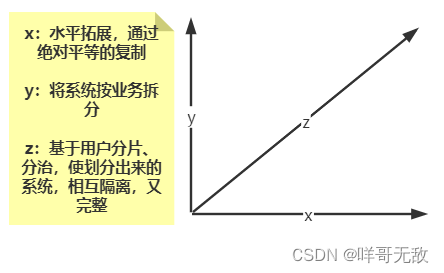 x：水平拓展，通过
绝对平等的复制
y：将系统按业务拆
分
z：基于用户分片、
分治，使划分出来的
系统，相互隔离，又
完整
y
z
x
CSDN @咩哥无敌